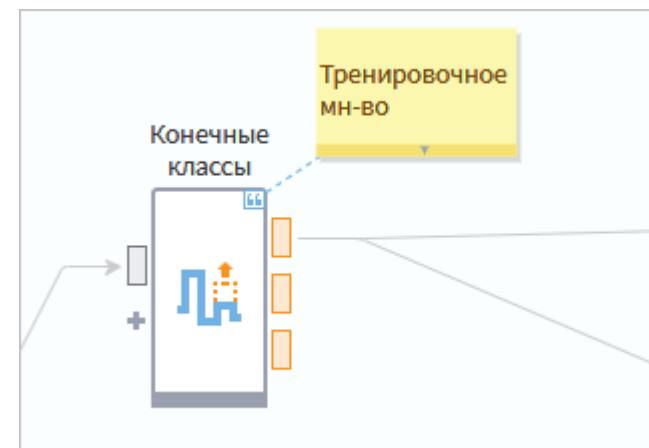 Тренировочное
мн-во
Конечные
классы